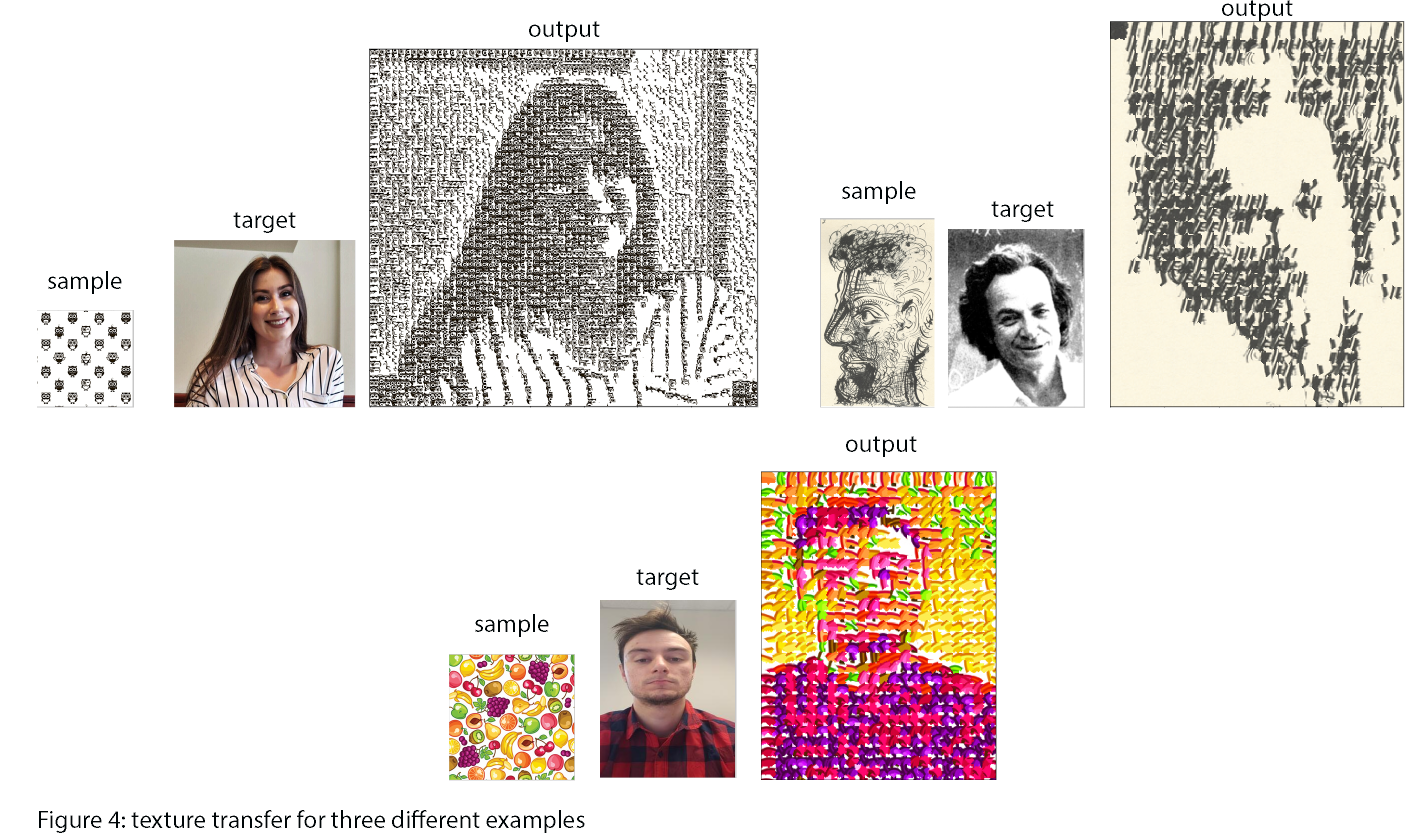 output
sample
target
output
sample
target
output
sample
target
Figure 4: texture transfer for three different examples